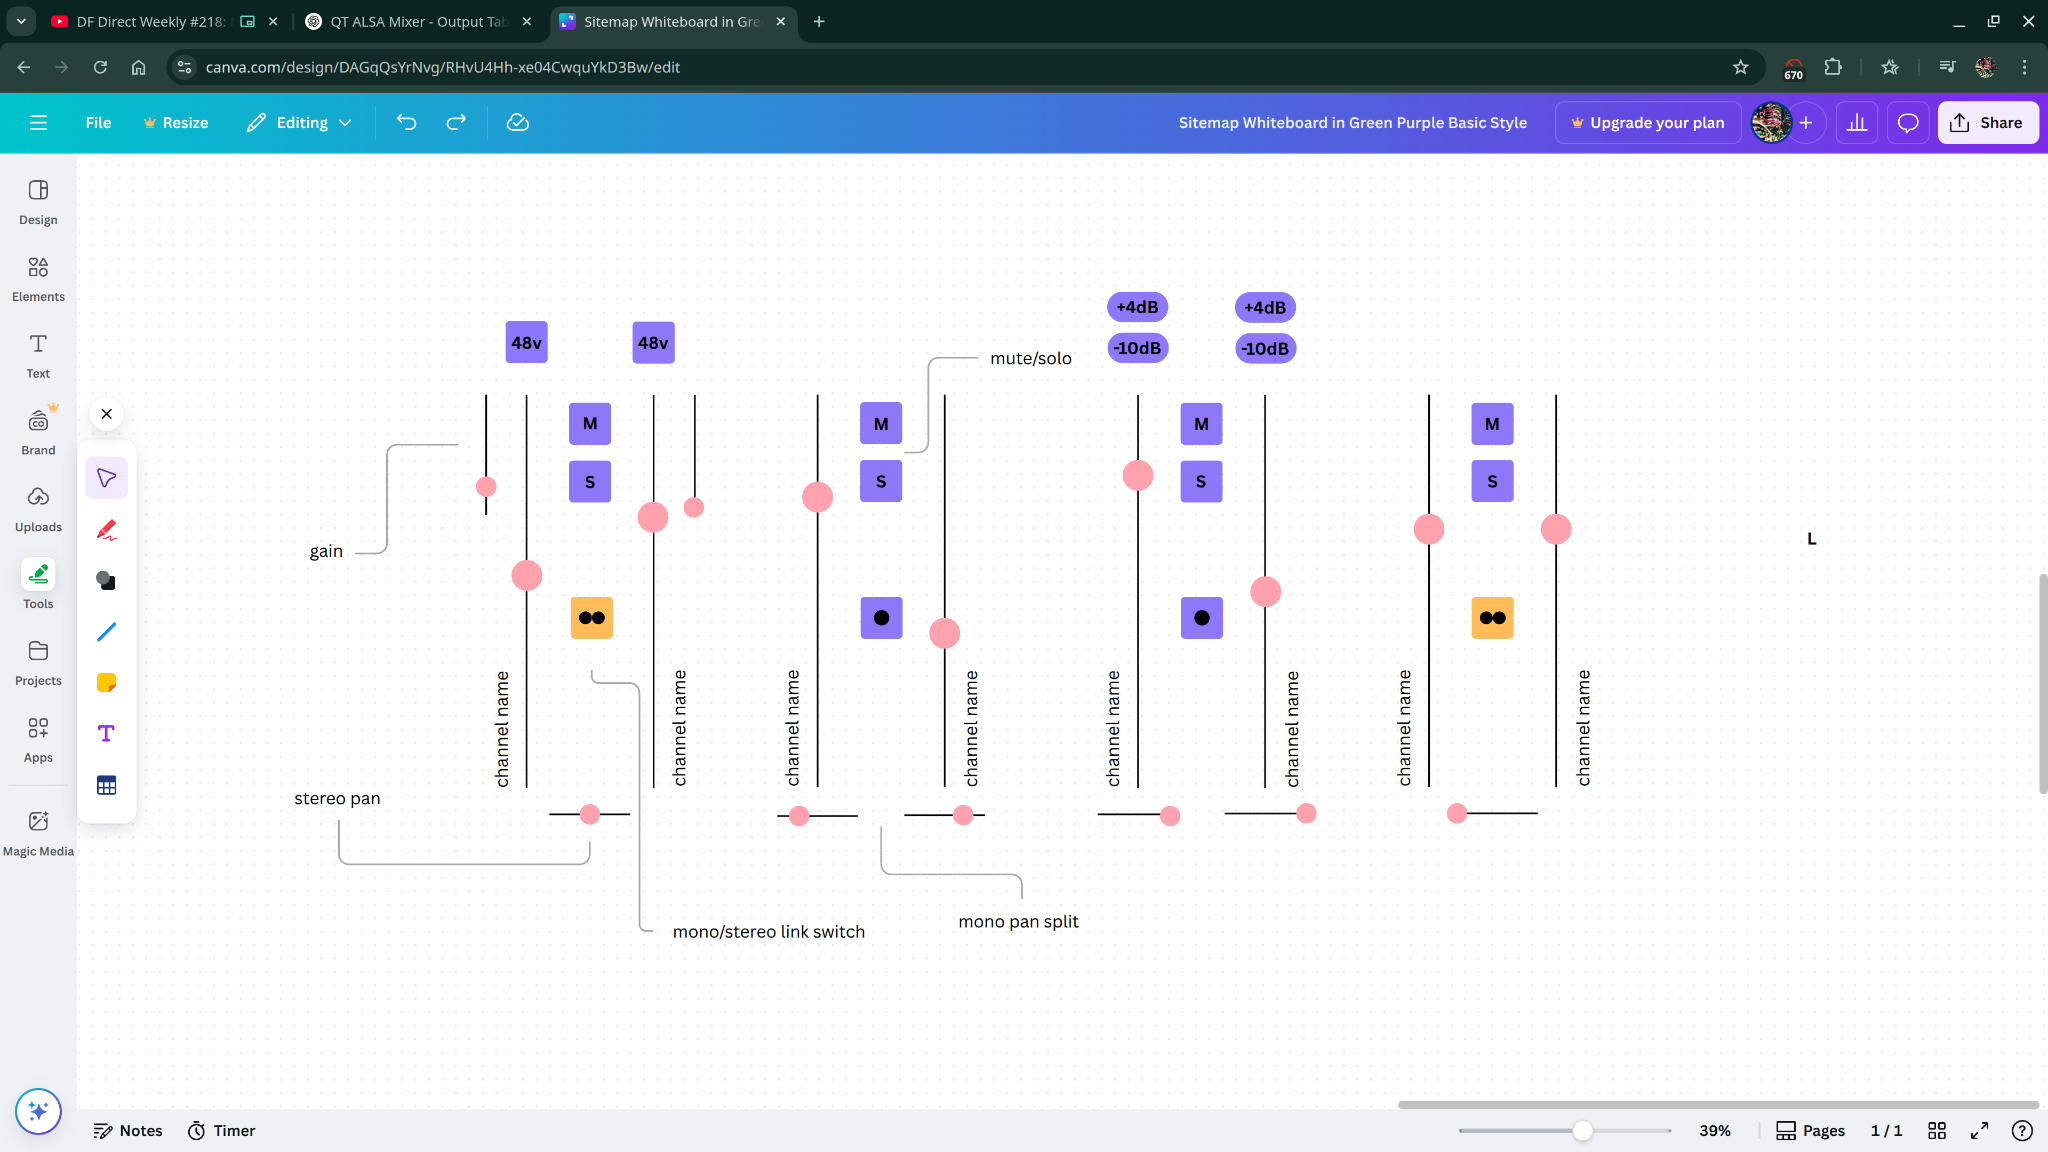 DF Direct Weekly #218:
QT ALSA Mixer - Output Tab
Sitemap Whiteboard in Gre
canva.com/design/DAGqQsYrNvg/RHvU4Hh-xe04CwquYkD3Bw/edit
670
File
Resize
Editing
Sitemap Whiteboard in Green Purple Basic Style
Upgrade your plan
Share
Design
Elements
Text
Brand
Uploads
Tools
Projects
Apps
Magic Media
+4dB
+4dB
48v
48v
-10dB
-10dB
mute/solo
M
M
M
M
S
S
S
S
gain
L
channel name
channel name
channel name
channel name
channel name
channel name
channel name
channel name
stereo pan
mono pan split
mono/stereo link switch
Notes
Timer
39%
Pages
1 / 1